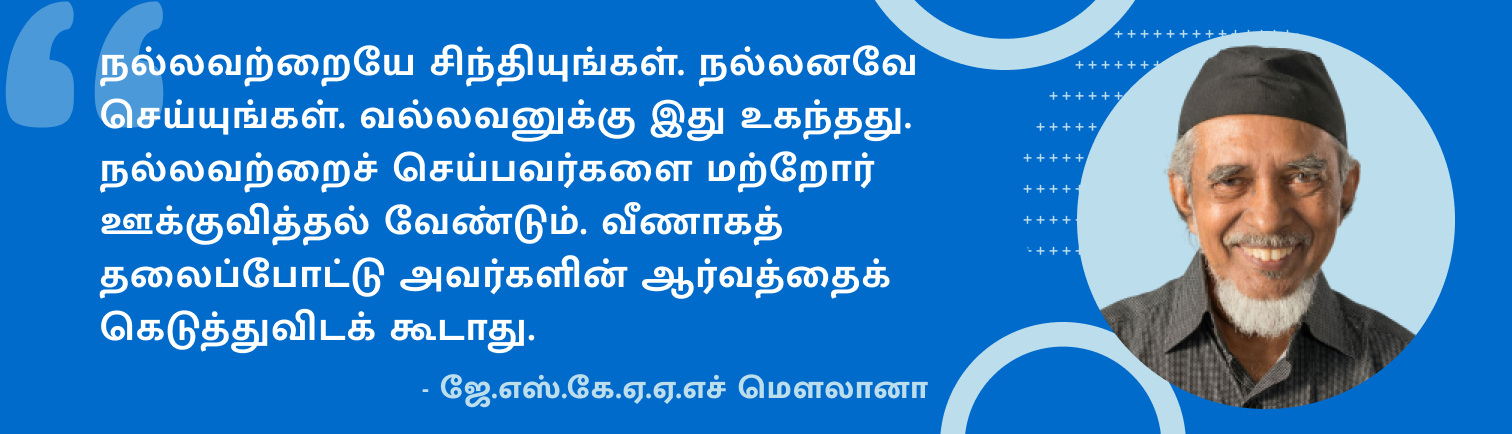 நல்லவற்றையே சிந்தியுங்கள். நல்லனவே
செய்யுங்கள். வல்லவனுக்கு இது உகந்தது.
நல்லவற்றைச் செய்பவர்களை மற்றோர்
ஊக்குவித்தல் வேண்டும். வீணாகத்
தலைப்போட்டு அவர்களின் ஆர்வத்தைக்
கெடுத்துவிடக் கூடாது.
- ஜே.எஸ்.கே.ஏ.ஏ.எச் மௌலானா